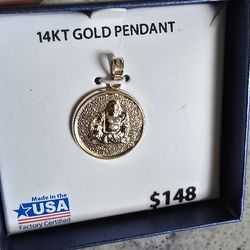 14KT GOLD PENDANT
Made in the
USA
Factory Certified
$148